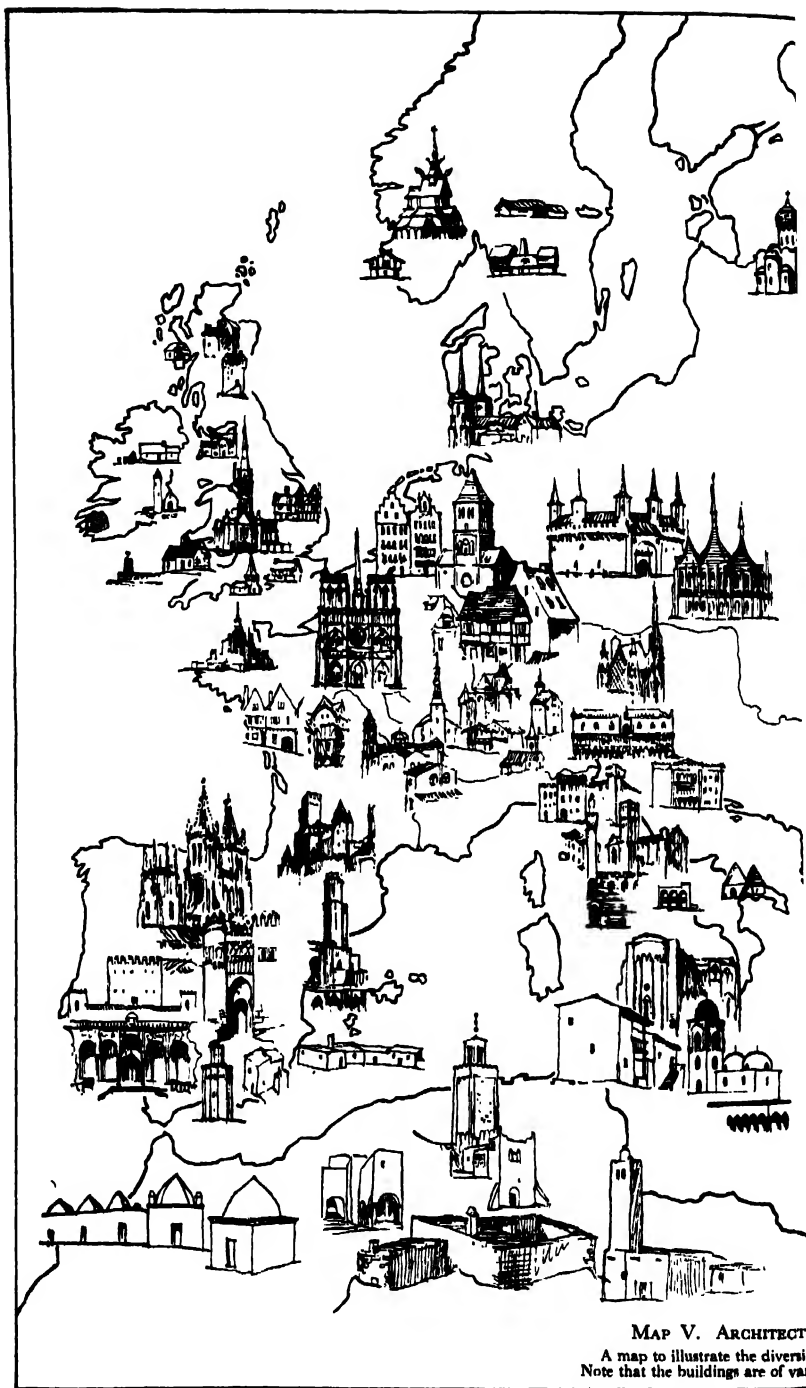 MAP V. ARCHITECT
A map to illustrate the diversi
Note that the buildings are of va